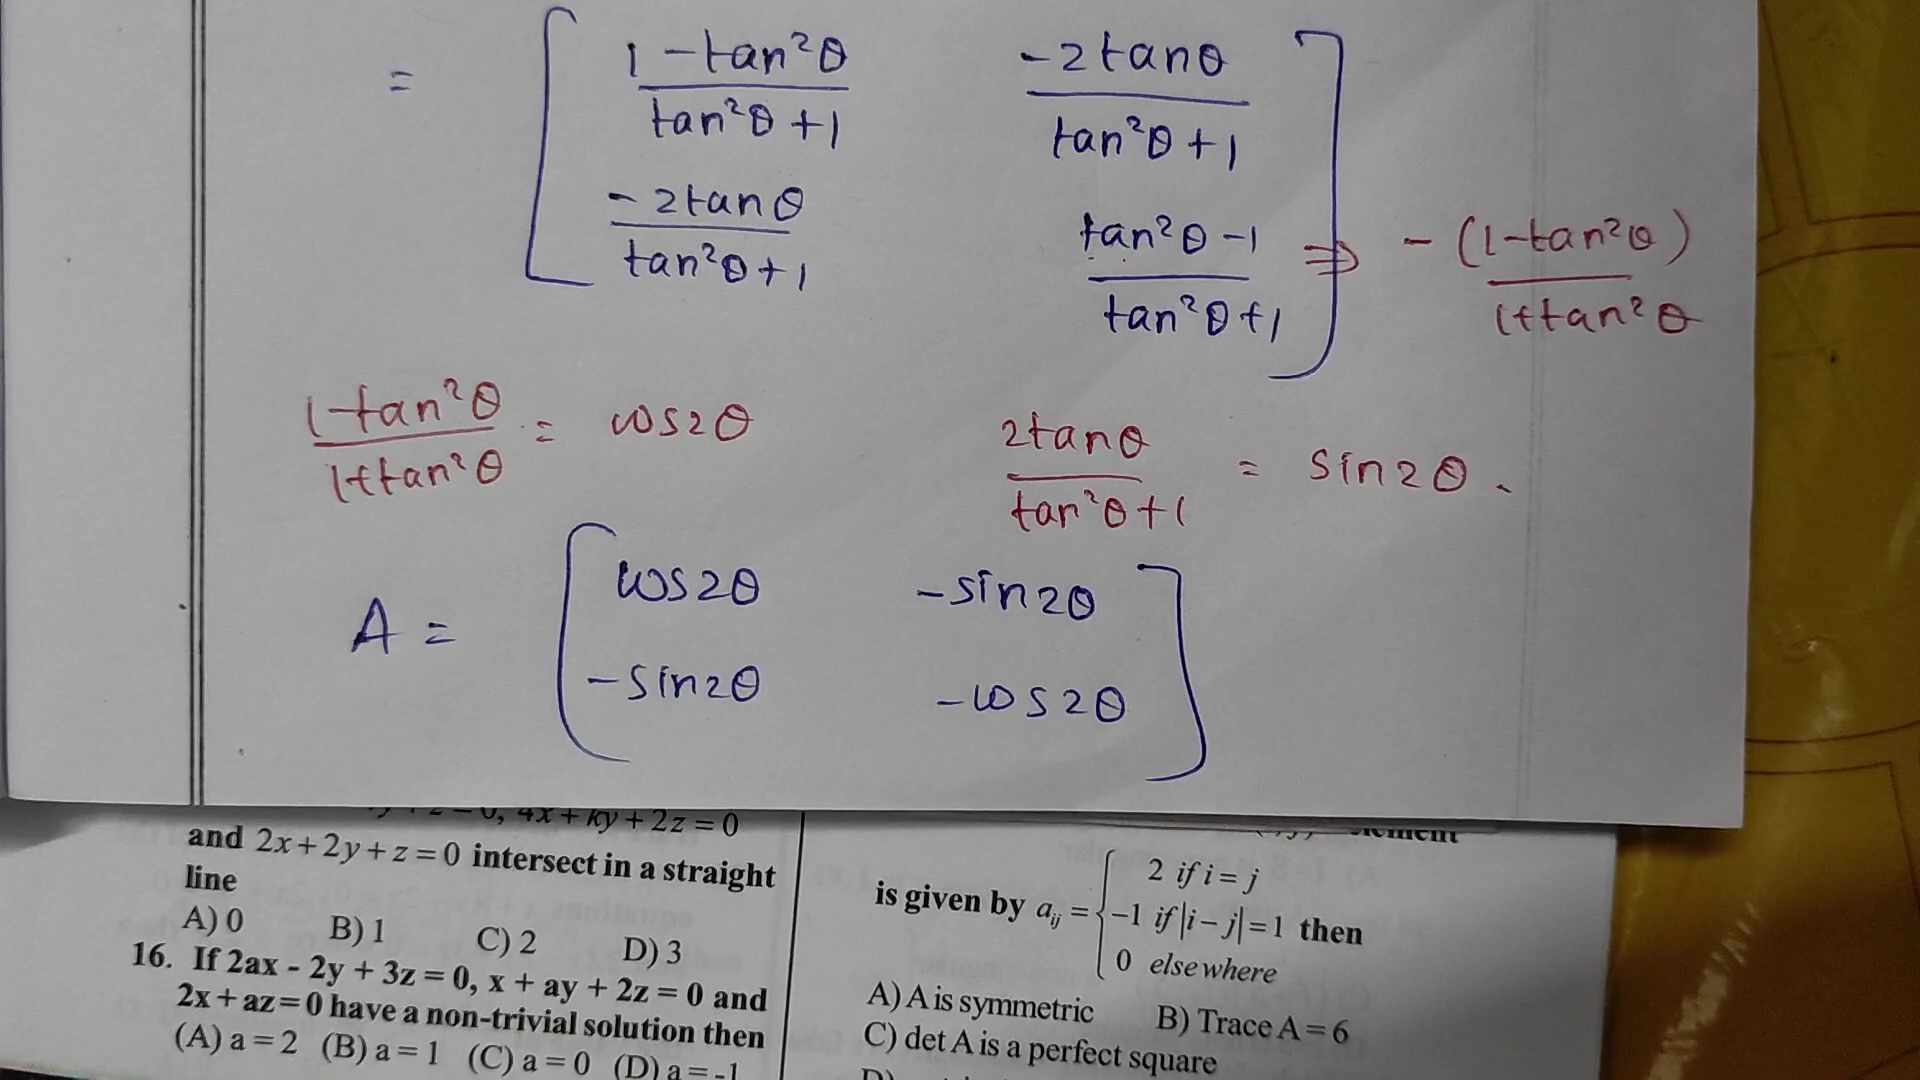 = [ 1 - tan²θ / tan²θ + 1    -2tanθ / tan²θ + 1 ]
[ -2tanθ / tan²θ + 1    tan²θ - 1 / tan²θ + 1 ] ⇒ -(1 - tan²θ) / 1 + tan²θ
1 - tan²θ / 1 + tan²θ = cos2θ    2tanθ / tan²θ + 1 = sin2θ.
A = [ cos2θ    -sin2θ ]
[ -sin2θ    -cos2θ ]
4x + ky + 2z = 0
and 2x + 2y + z = 0 intersect in a straight
line
A) 0 B) 1 C) 2 D) 3
16. If 2ax - 2y + 3z = 0, x + ay + 2z = 0 and
2x + az = 0 have a non-trivial solution then
(A) a = 2 (B) a = 1 (C) a = 0 (D) a = -1
element
is given by aᵢⱼ = { 2 if i = j
-1 if |i - j| = 1 then
0 elsewhere
A) A is symmetric B) Trace A = 6
C) det A is a perfect square